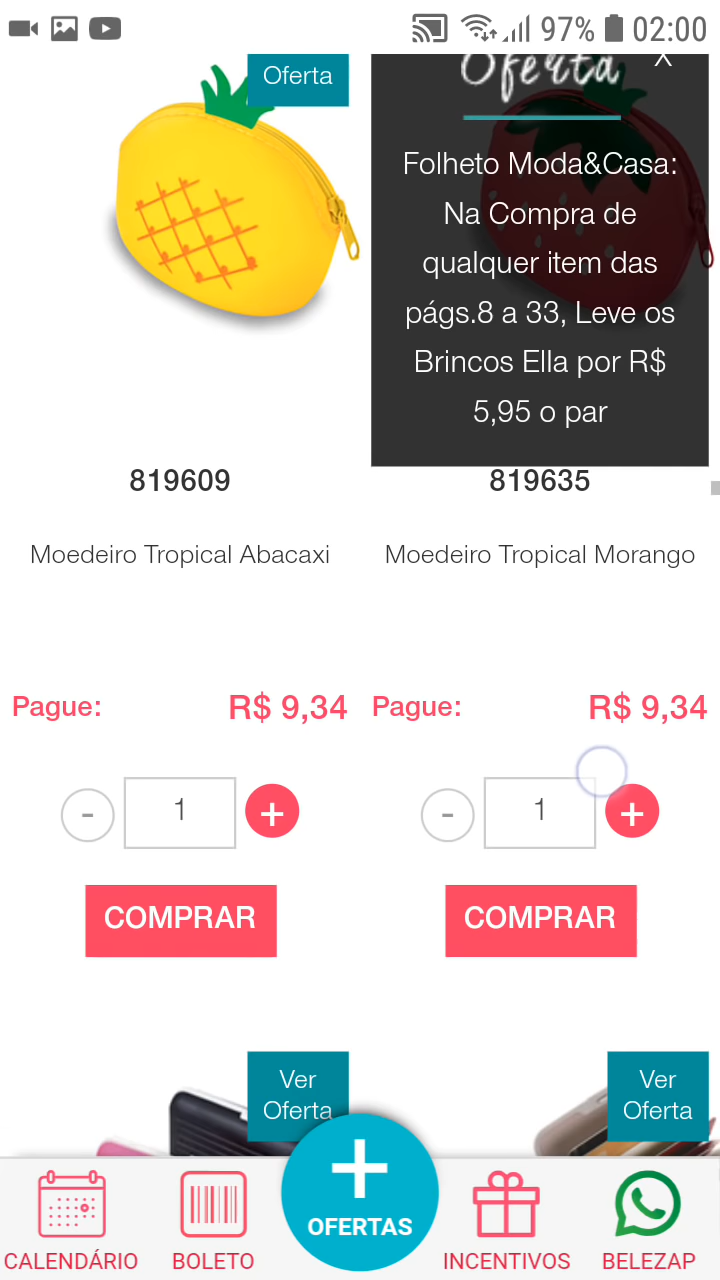 97% 02:00
Oferta
Oferta
X
Folheto Moda&Casa:
Na Compra de
qualquer item das
págs.8 a 33, Leve os
Brincos Ella por R$
5,95 o par
819609
819635
Moedeiro Tropical Abacaxi
Moedeiro Tropical Morango
Pague: R$ 9,34
Pague: R$ 9,34
- 1 +
- 1 +
COMPRAR
COMPRAR
Ver
Oferta
Ver
Oferta
+
OFERTAS
CALENDÁRIO
BOLETO
INCENTIVOS
BELEZAP